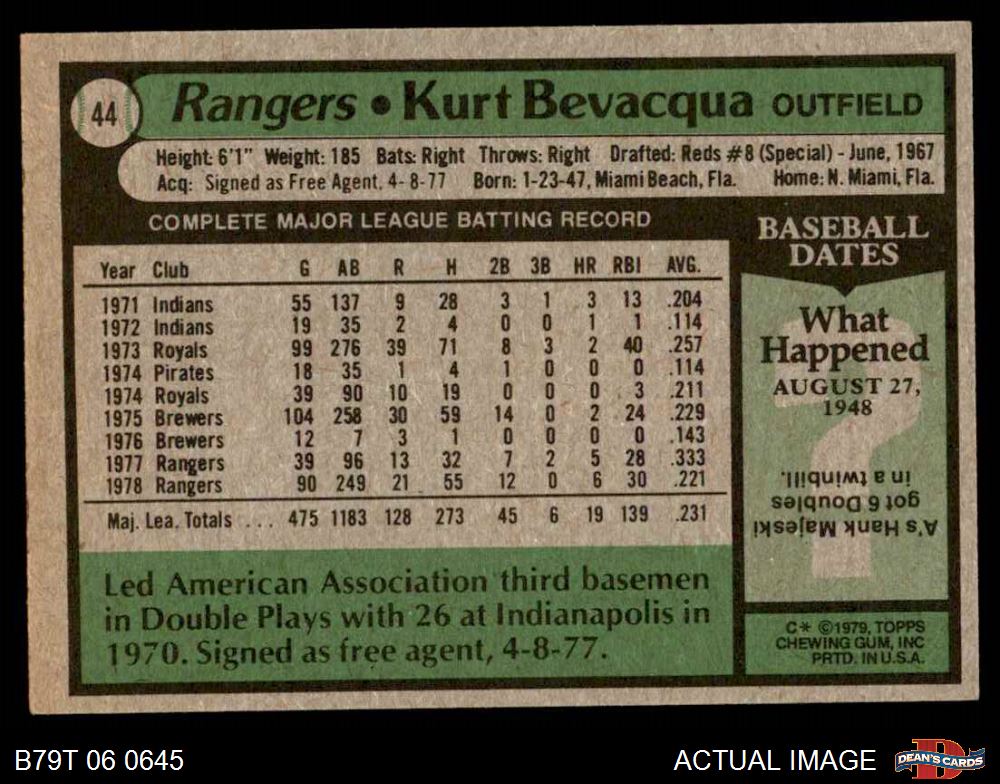 44
Rangers • Kurt Bevacqua OUTFIELD
Height: 6'1" Weight: 185 Bats: Right Throws: Right Drafted: Reds #8 (Special) - June, 1967
Acq: Signed as Free Agent, 4-8-77 Born: 1-23-47, Miami Beach, Fla. Home: N. Miami, Fla.
COMPLETE MAJOR LEAGUE BATTING RECORD
Year Club G AB R H 2B 3B HR RBI AVG.
1971 Indians 55 137 9 28 3 1 3 13 .204
1972 Indians 19 35 2 4 0 0 1 1 .114
1973 Royals 99 276 39 71 8 3 2 40 .257
1974 Pirates 18 35 1 4 1 0 0 0 .114
1974 Royals 39 90 10 19 0 0 0 3 .211
1975 Brewers 104 258 30 59 14 0 2 24 .229
1976 Brewers 12 7 3 1 0 0 0 0 .143
1977 Rangers 39 96 13 32 7 2 5 28 .333
1978 Rangers 90 249 21 55 12 0 6 30 .221
Maj. Lea. Totals ... 475 1183 128 273 45 6 19 139 .231
Led American Association third basemen
in Double Plays with 26 at Indianapolis in
1970. Signed as free agent, 4-8-77.
BASEBALL
DATES
What
Happened
AUGUST 27,
1948
?
A's Hank Majeski
got 6 Doubles
in a twinbill.
C* ©1979, TOPPS
CHEWING GUM, INC
PRTD. IN U.S.A.
B79T 06 0645
ACTUAL IMAGE
D
DEAN'S CARDS